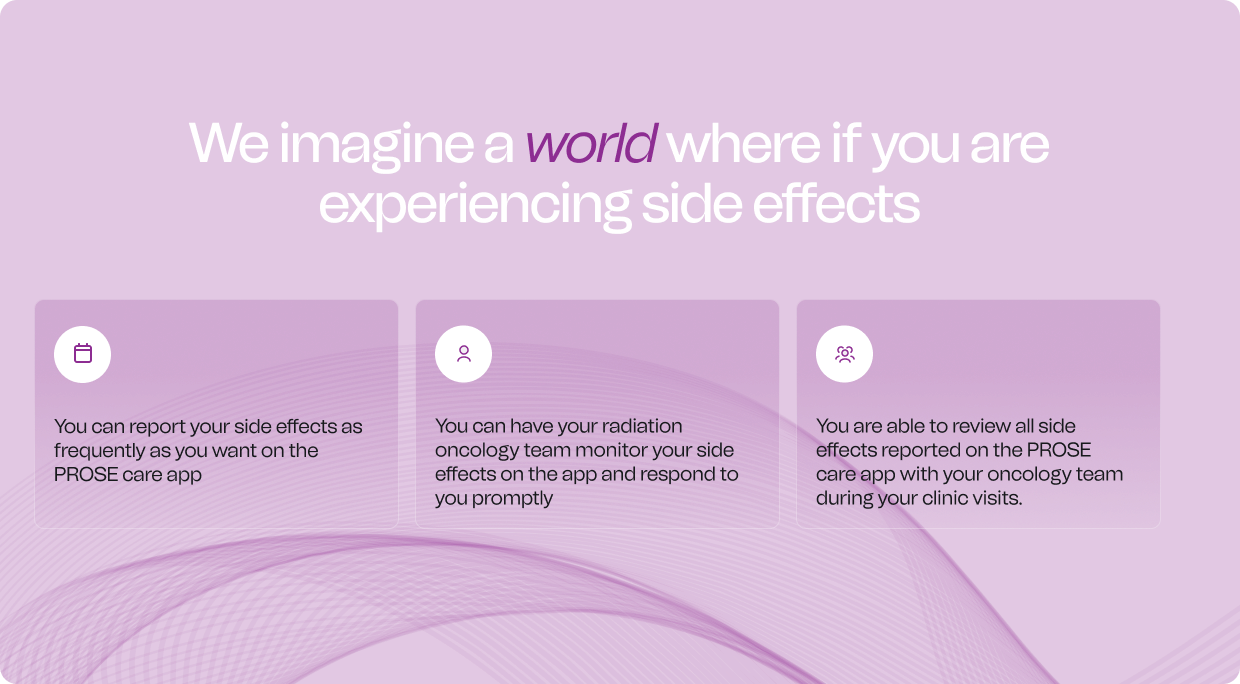 We imagine a world where if you are
experiencing side effects
You can report your side effects as
frequently as you want on the
PROSE care app
You can have your radiation
oncology team monitor your side
effects on the app and respond to
you promptly
You are able to review all side
effects reported on the PROSE
care app with your oncology team
during your clinic visits.